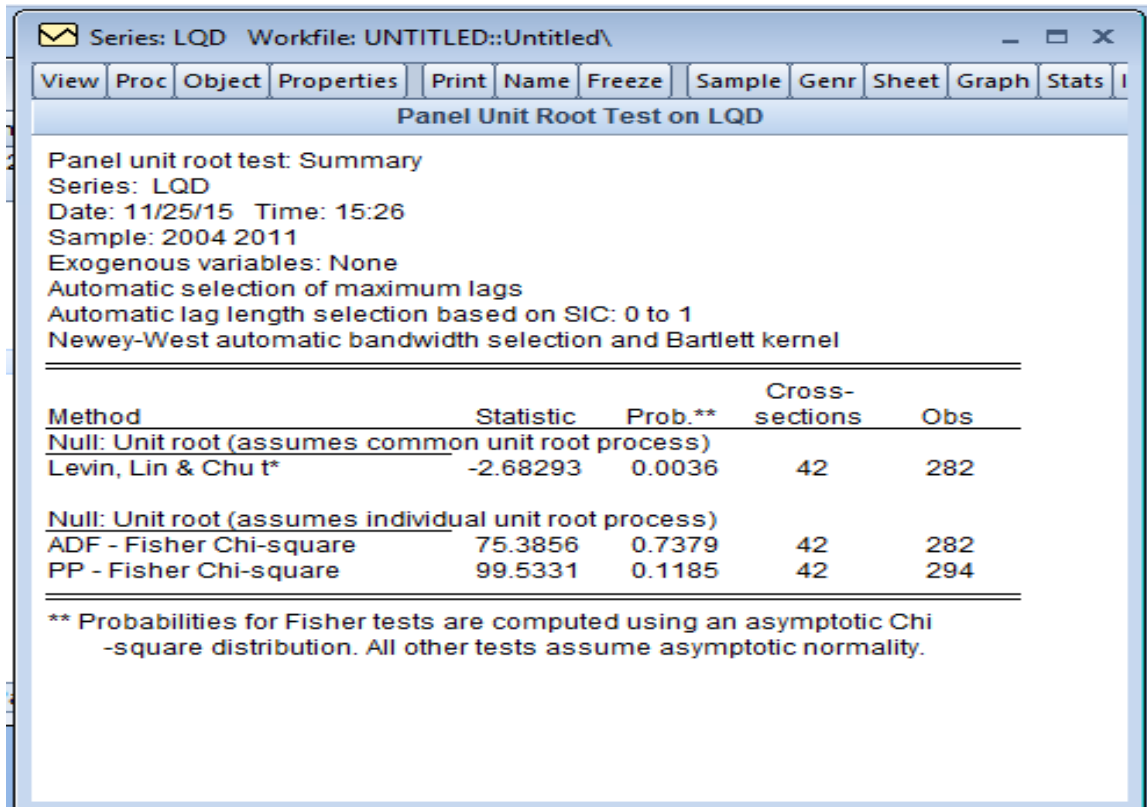 Series: LQD Workfile: UNTITLED::Untitled\
View Proc Object Properties Print Name Freeze Sample Genr Sheet Graph Stats
Panel Unit Root Test on LQD
Panel unit root test: Summary
Series: LQD
Date: 11/25/15 Time: 15:26
Sample: 2004 2011
Exogenous variables: None
Automatic selection of maximum lags
Automatic lag length selection based on SIC: 0 to 1
Newey-West automatic bandwidth selection and Bartlett kernel
Cross-
Method Statistic Prob.** sections Obs
Null: Unit root (assumes common unit root process)
Levin, Lin & Chu t* -2.68293 0.0036 42 282
Null: Unit root (assumes individual unit root process)
ADF - Fisher Chi-square 75.3856 0.7379 42 282
PP - Fisher Chi-square 99.5331 0.1185 42 294
** Probabilities for Fisher tests are computed using an asymptotic Chi
-square distribution. All other tests assume asymptotic normality.